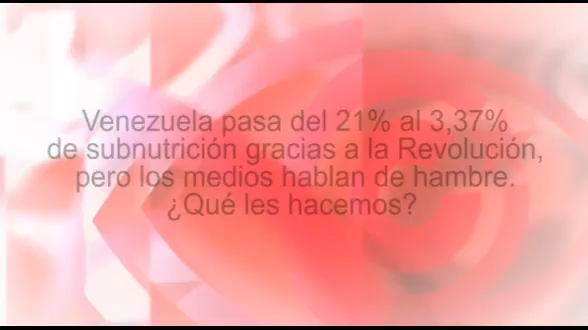 Venezuela pasa del 21% al 3,37%
de subnutrición gracias a la Revolución,
pero los medios hablan de hambre.
¿Qué les hacemos?